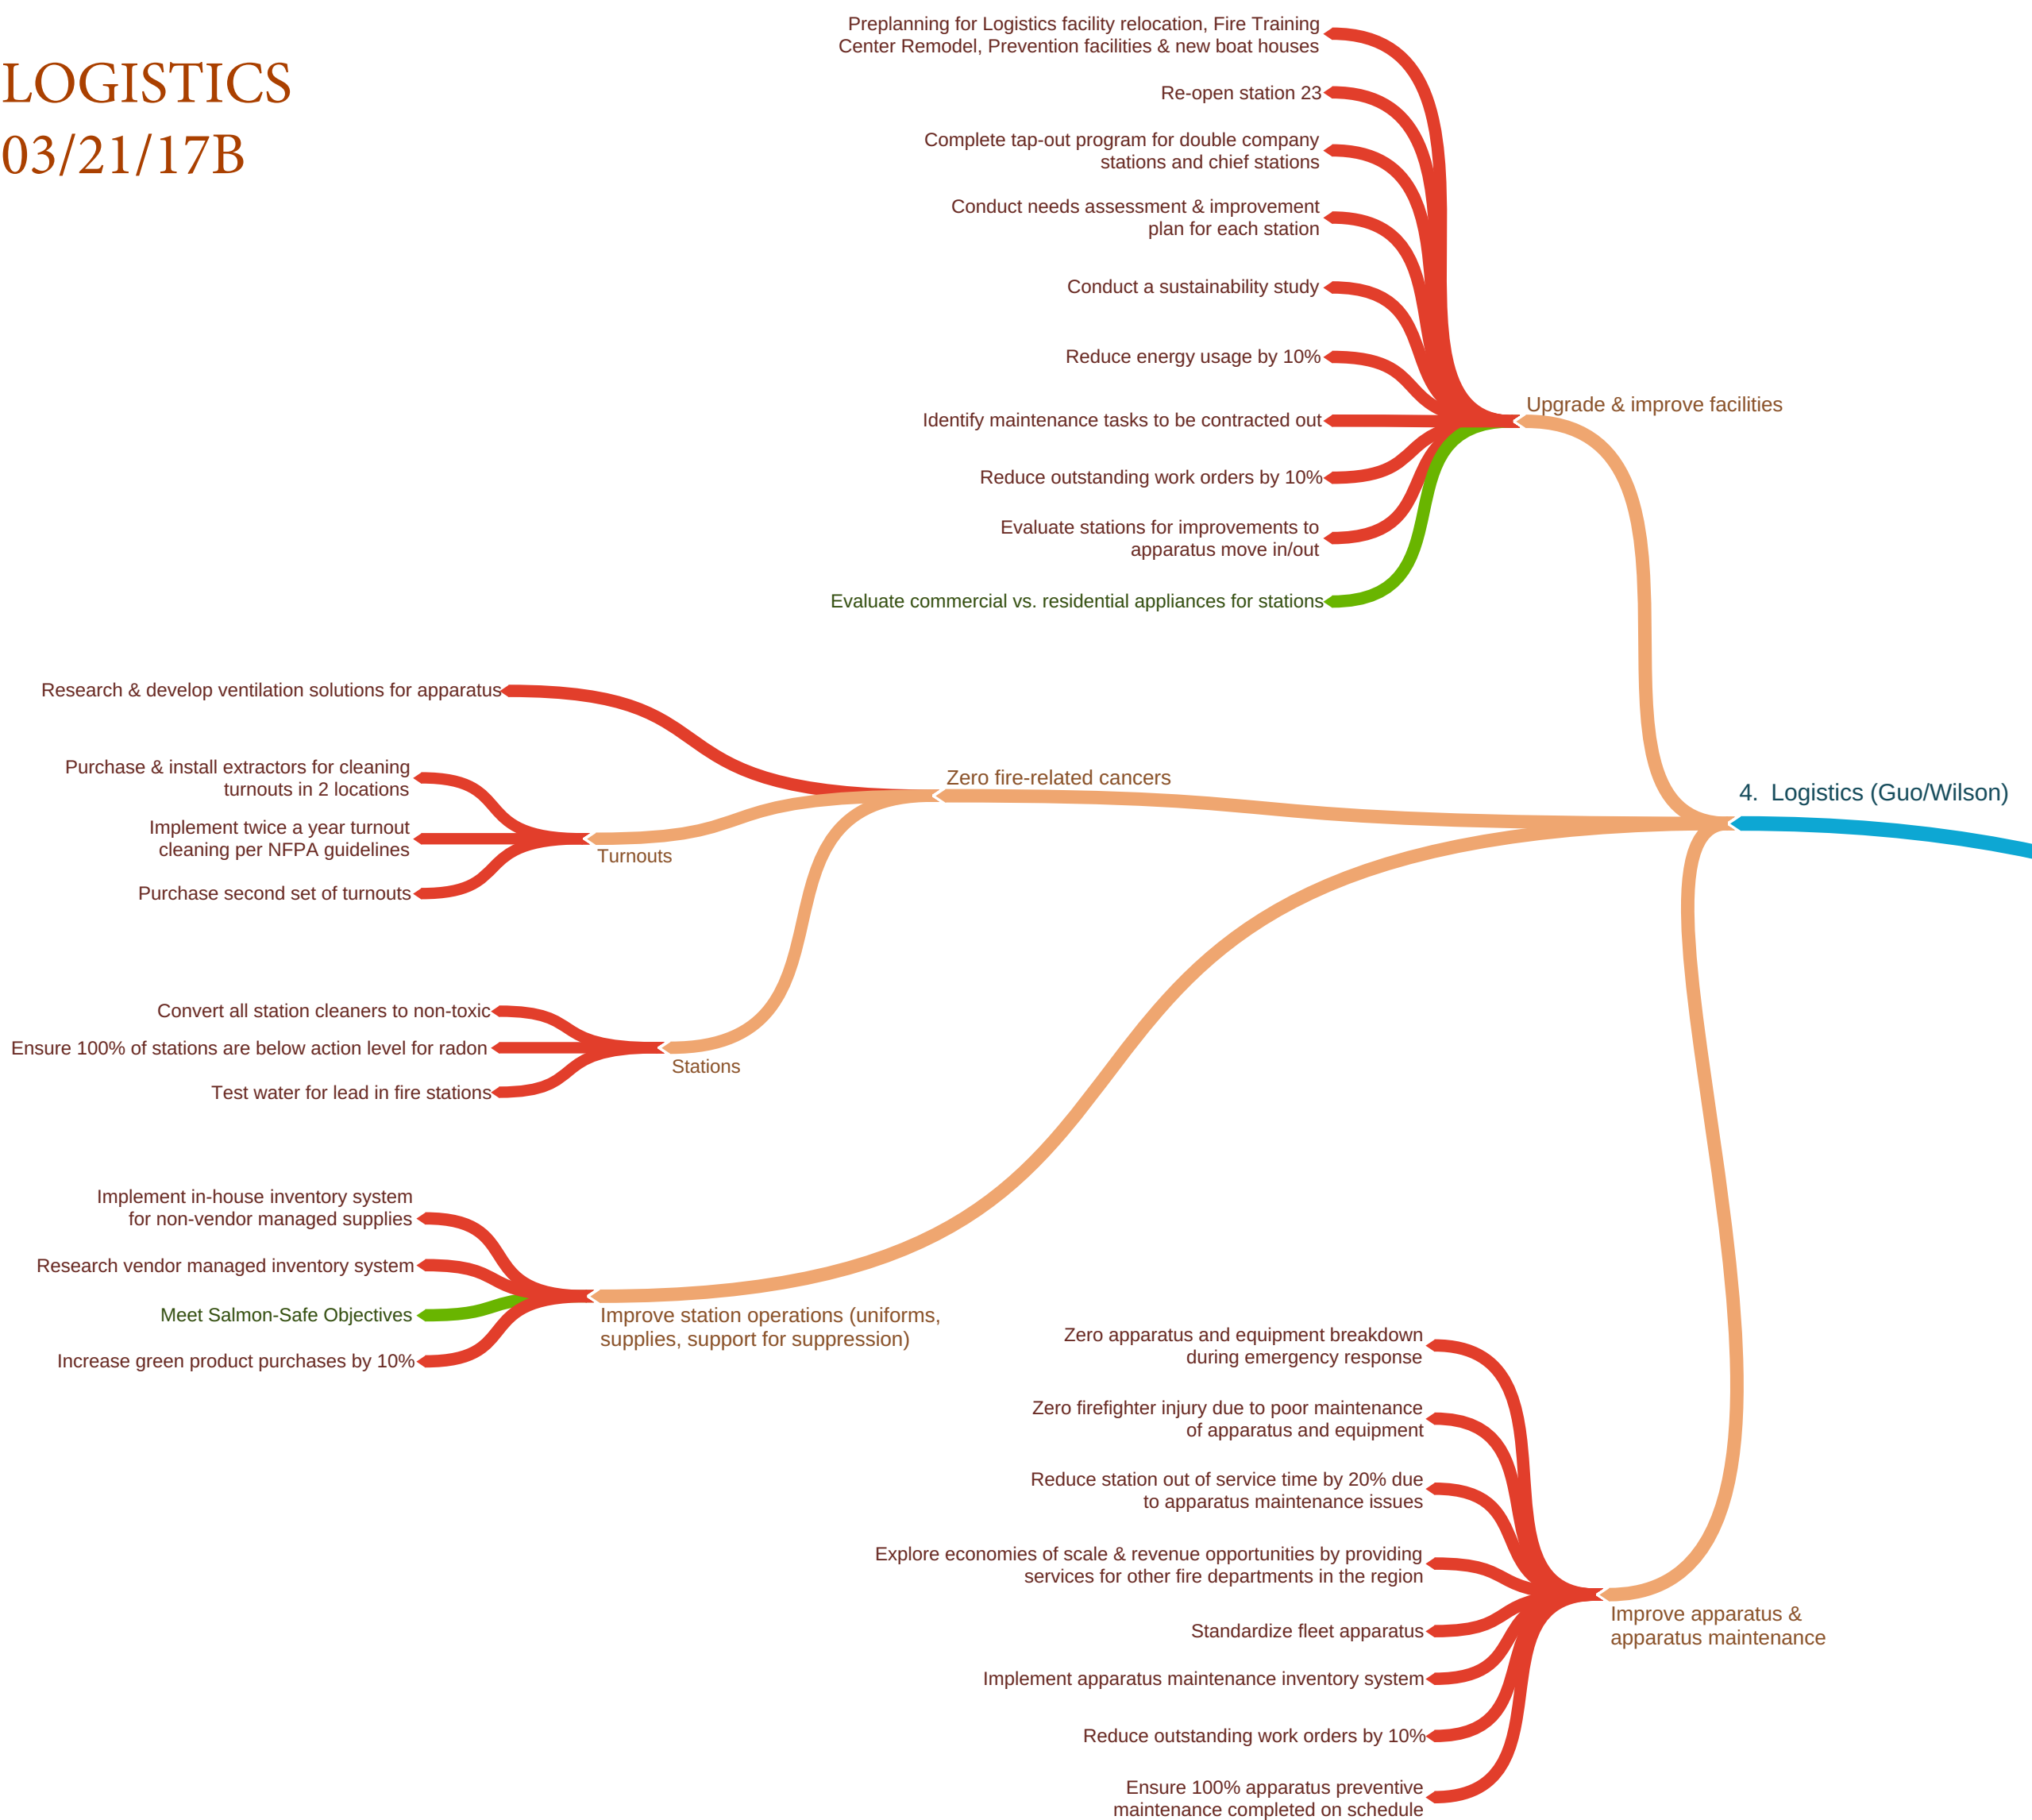 LOGISTICS
03/21/17B
Preplanning for Logistics facility relocation, Fire Training
Center Remodel, Prevention facilities & new boat houses
Re-open station 23
Complete tap-out program for double company
stations and chief stations
Conduct needs assessment & improvement
plan for each station
Conduct a sustainability study
Reduce energy usage by 10%
Identify maintenance tasks to be contracted out
Reduce outstanding work orders by 10%
Evaluate stations for improvements to
apparatus move in/out
Evaluate commercial vs. residential appliances for stations
Upgrade & improve facilities
Research & develop ventilation solutions for apparatus
Purchase & install extractors for cleaning
turnouts in 2 locations
Implement twice a year turnout
cleaning per NFPA guidelines
Purchase second set of turnouts
Turnouts
Zero fire-related cancers
4. Logistics (Guo/Wilson)
Convert all station cleaners to non-toxic
Ensure 100% of stations are below action level for radon
Test water for lead in fire stations
Stations
Implement in-house inventory system
for non-vendor managed supplies
Research vendor managed inventory system
Meet Salmon-Safe Objectives
Increase green product purchases by 10%
Improve station operations (uniforms,
supplies, support for suppression)
Zero apparatus and equipment breakdown
during emergency response
Zero firefighter injury due to poor maintenance
of apparatus and equipment
Reduce station out of service time by 20% due
to apparatus maintenance issues
Explore economies of scale & revenue opportunities by providing
services for other fire departments in the region
Standardize fleet apparatus
Implement apparatus maintenance inventory system
Reduce outstanding work orders by 10%
Ensure 100% apparatus preventive
maintenance completed on schedule
Improve apparatus &
apparatus maintenance